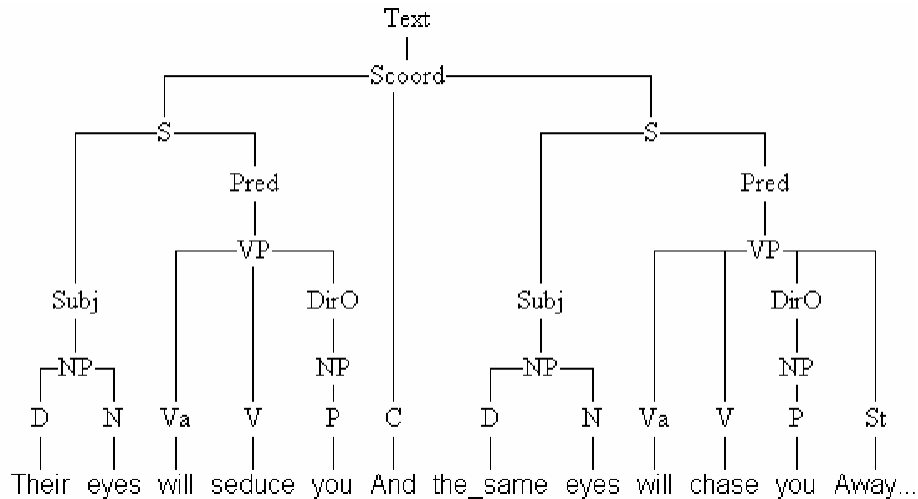 Text
Scoord
S S
Pred Pred
VP VP
Subj DirO Subj DirO
NP NP NP NP
D N Va V P C D N Va V P St
Their eyes will seduce you And the_same eyes will chase you Away...